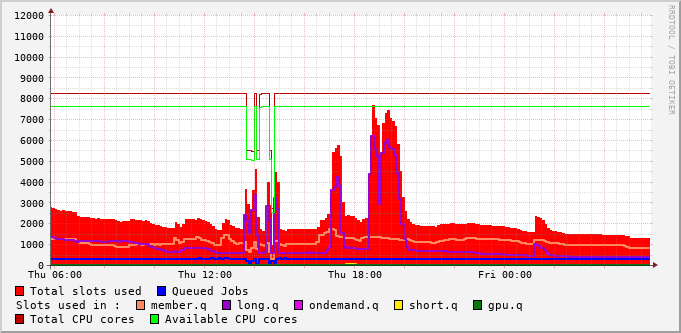 12000
11000
10000
9000
8000
7000
6000
5000
4000
3000
2000
1000
0
Thu 06:00 Thu 12:00 Thu 18:00 Fri 00:00
Total slots used Queued Jobs
Slots used in : member.q long.q ondemand.q short.q gpu.q
Total CPU cores Available CPU cores
RRDTOOL / TOBI OETIKER